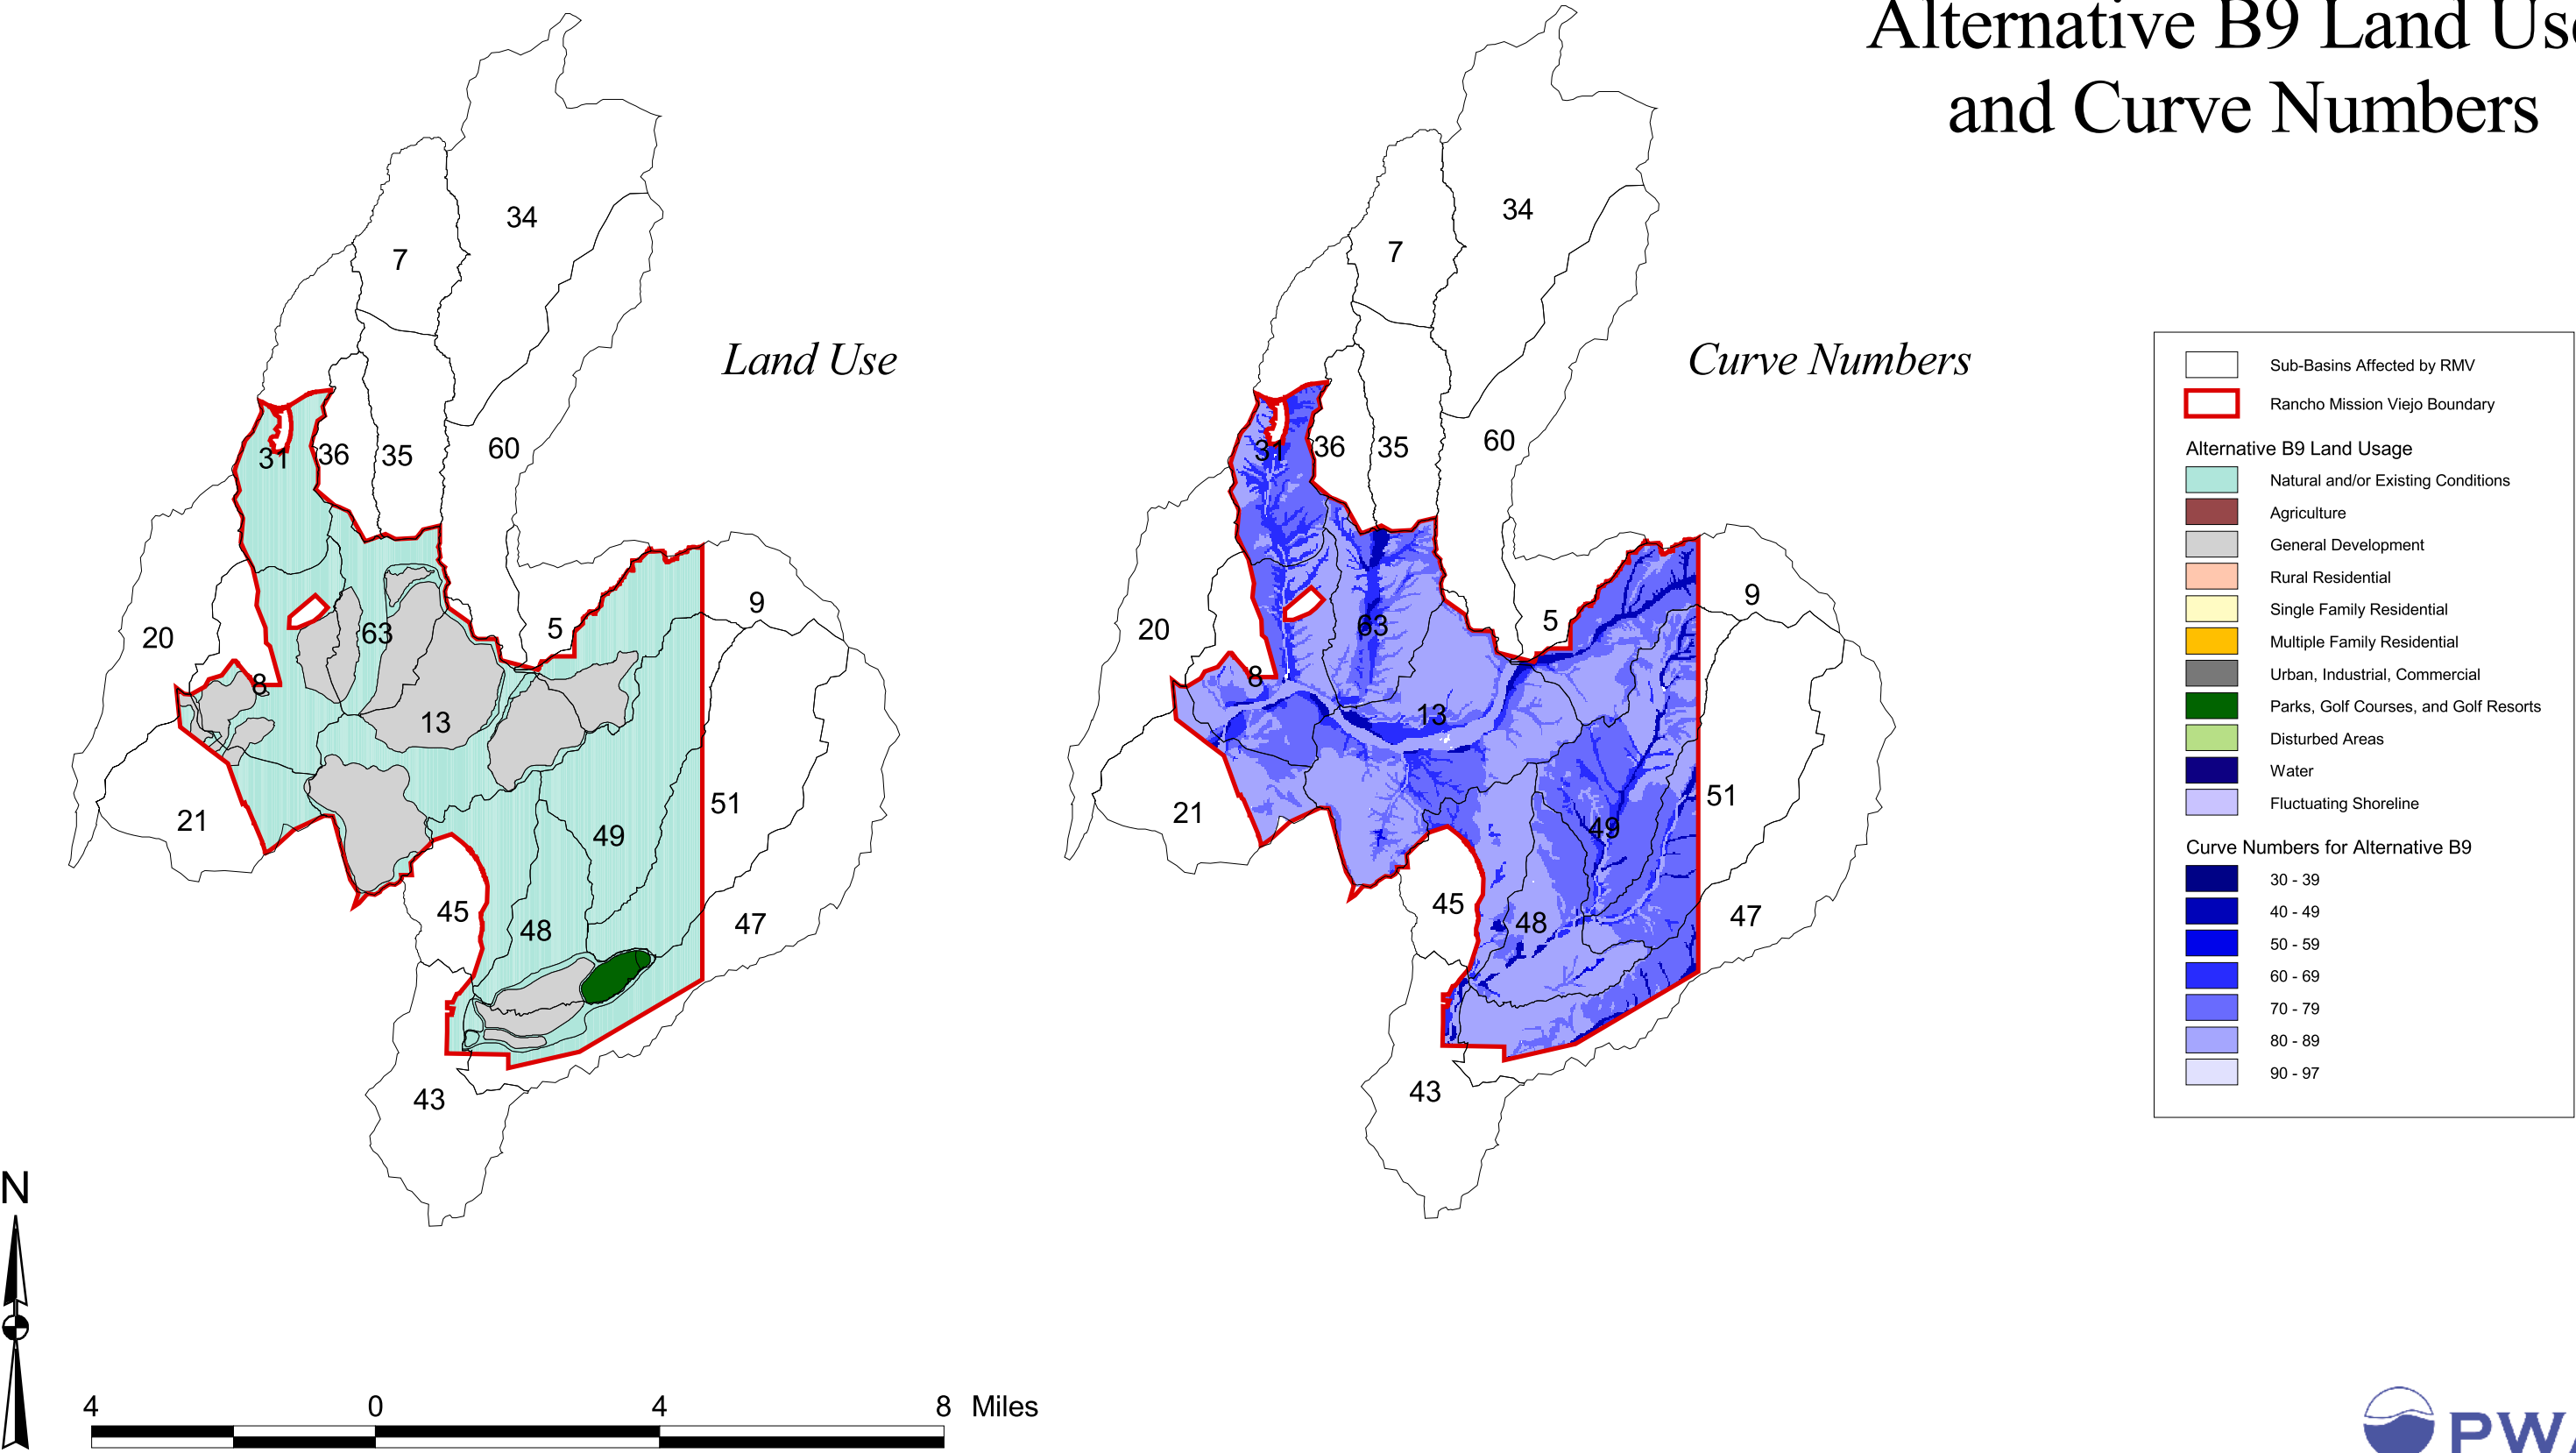 Alternative B9 Land Use
and Curve Numbers
Land Use
34
7
31
36
35
60
20
63
5
9
8
13
21
51
49
45
48
47
43
Curve Numbers
34
7
31
36
35
60
20
63
5
9
8
13
21
51
49
45
48
47
43
Sub-Basins Affected by RMV
Rancho Mission Viejo Boundary
Alternative B9 Land Usage
Natural and/or Existing Conditions
Agriculture
General Development
Rural Residential
Single Family Residential
Multiple Family Residential
Urban, Industrial, Commercial
Parks, Golf Courses, and Golf Resorts
Disturbed Areas
Water
Fluctuating Shoreline
Curve Numbers for Alternative B9
30 - 39
40 - 49
50 - 59
60 - 69
70 - 79
80 - 89
90 - 97
N
4 0 4 8 Miles
PWA